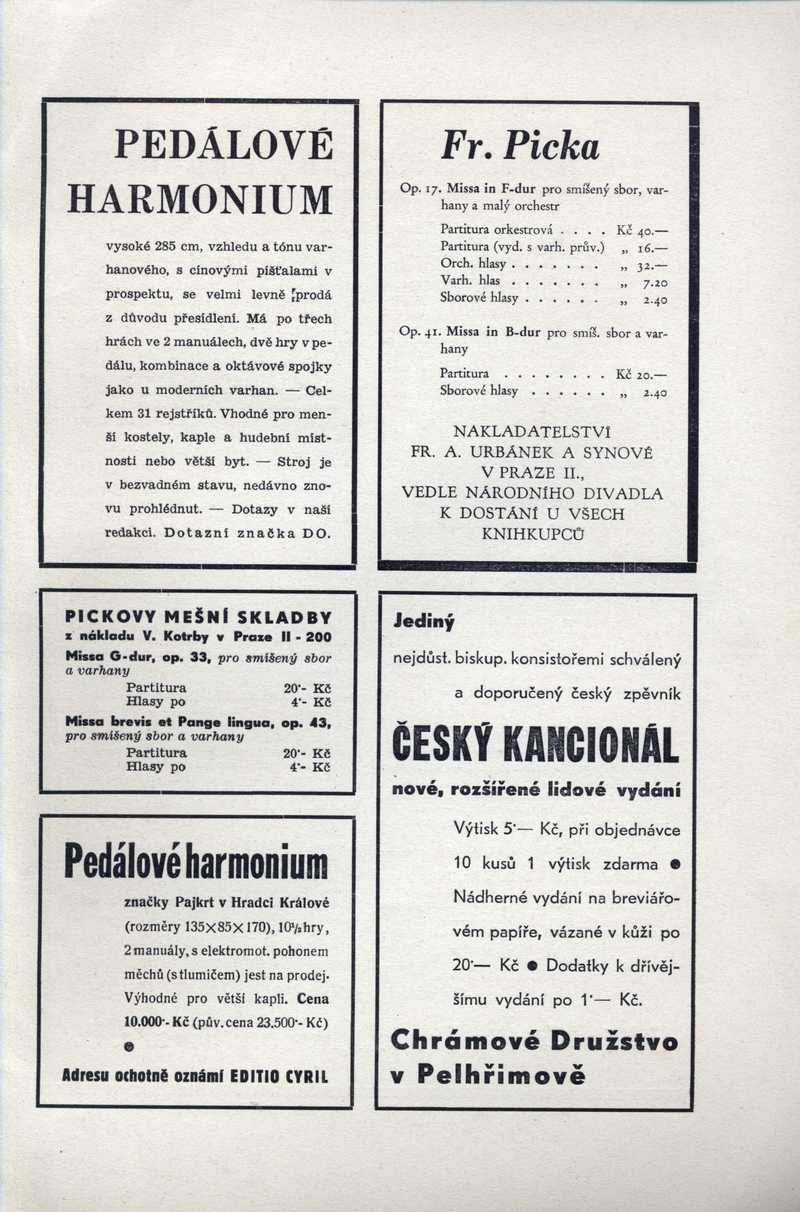 PEDÁLOVÉ
HARMONIUM
vysoké 285 cm, vzhledu a tónu var-
hanového, s cínovými píšťalami v
prospektu, se velmi levně prodá
z důvodu přesídlení. Má po třech
hrách ve 2 manuálech, dvě hry v pe-
dálu, kombinace a oktávové spojky
jako u moderních varhan. — Cel-
kem 31 rejstříků. Vhodné pro men-
ší kostely, kaple a hudební míst-
nosti nebo větší byt. — Stroj je
v bezvadném stavu, nedávno zno-
vu prohlédnut. — Dotazy v naší
redakci. Dotazní značka DO.
Fr. Picka
Op. 17. Missa in F-dur pro smíšený sbor, var-
hany a malý orchestr
Partitura orkestrová . . . . Kč 40.—
Partitura (vyd. s varh. prův.) „ 16.—
Orch. hlasy . . . . . . . „ 32.—
Varh. hlas . . . . . . . „ 7.20
Sborové hlasy . . . . . . „ 2.40
Op. 41. Missa in B-dur pro smíš. sbor a var-
hany
Partitura . . . . . . . . Kč 20.—
Sborové hlasy . . . . . . „ 2.40
NAKLADATELSTVÍ
FR. A. URBÁNEK A SYNOVÉ
V PRAZE II.,
VEDLE NÁRODNÍHO DIVADLA
K DOSTÁNÍ U VŠECH
KNIHKUPCŮ
PICKOVY MEŠNÍ SKLADBY
z nákladu V. Kotrby v Praze II - 200
Missa G-dur, op. 33, pro smíšený sbor
a varhany
Partitura 20·- Kč
Hlasy po 4·- Kč
Missa brevis et Pange lingua, op. 43,
pro smíšený sbor a varhany
Partitura 20·- Kč
Hlasy po 4·- Kč
Pedálové harmonium
značky Pajkrt v Hradci Králové
(rozměry 135×85×170), 10½ hry,
2 manuály, s elektromot. pohonem
měchů (s tlumičem) jest na prodej.
Výhodné pro větší kapli. Cena
10.000·- Kč (pův. cena 23.500·- Kč)
●
Adresu ochotně oznámí EDITIO CYRIL
Jediný
nejdůst. biskup. konsistořemi schválený
a doporučený český zpěvník
ČESKÝ KANCIONÁL
nové, rozšířené lidové vydání
Výtisk 5·— Kč, při objednávce
10 kusů 1 výtisk zdarma ●
Nádherné vydání na breviářo-
vém papíře, vázané v kůži po
20·— Kč ● Dodatky k dřívěj-
šímu vydání po 1·— Kč.
Chrámové Družstvo
v Pelhřimově